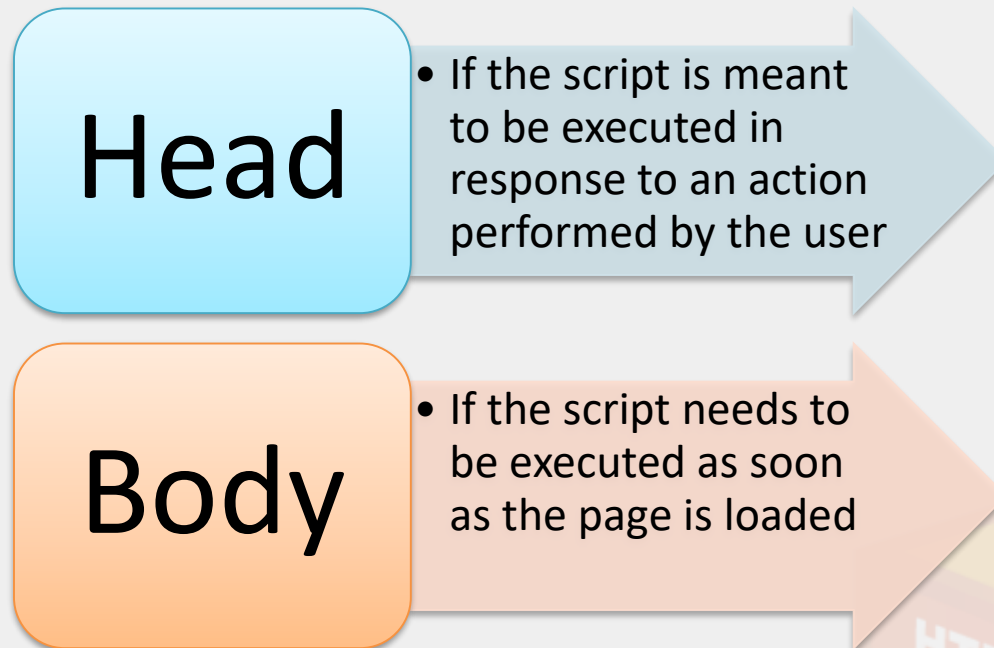 Head
• If the script is meant
to be executed in
response to an action
performed by the user
Body
• If the script needs to
be executed as soon
as the page is loaded